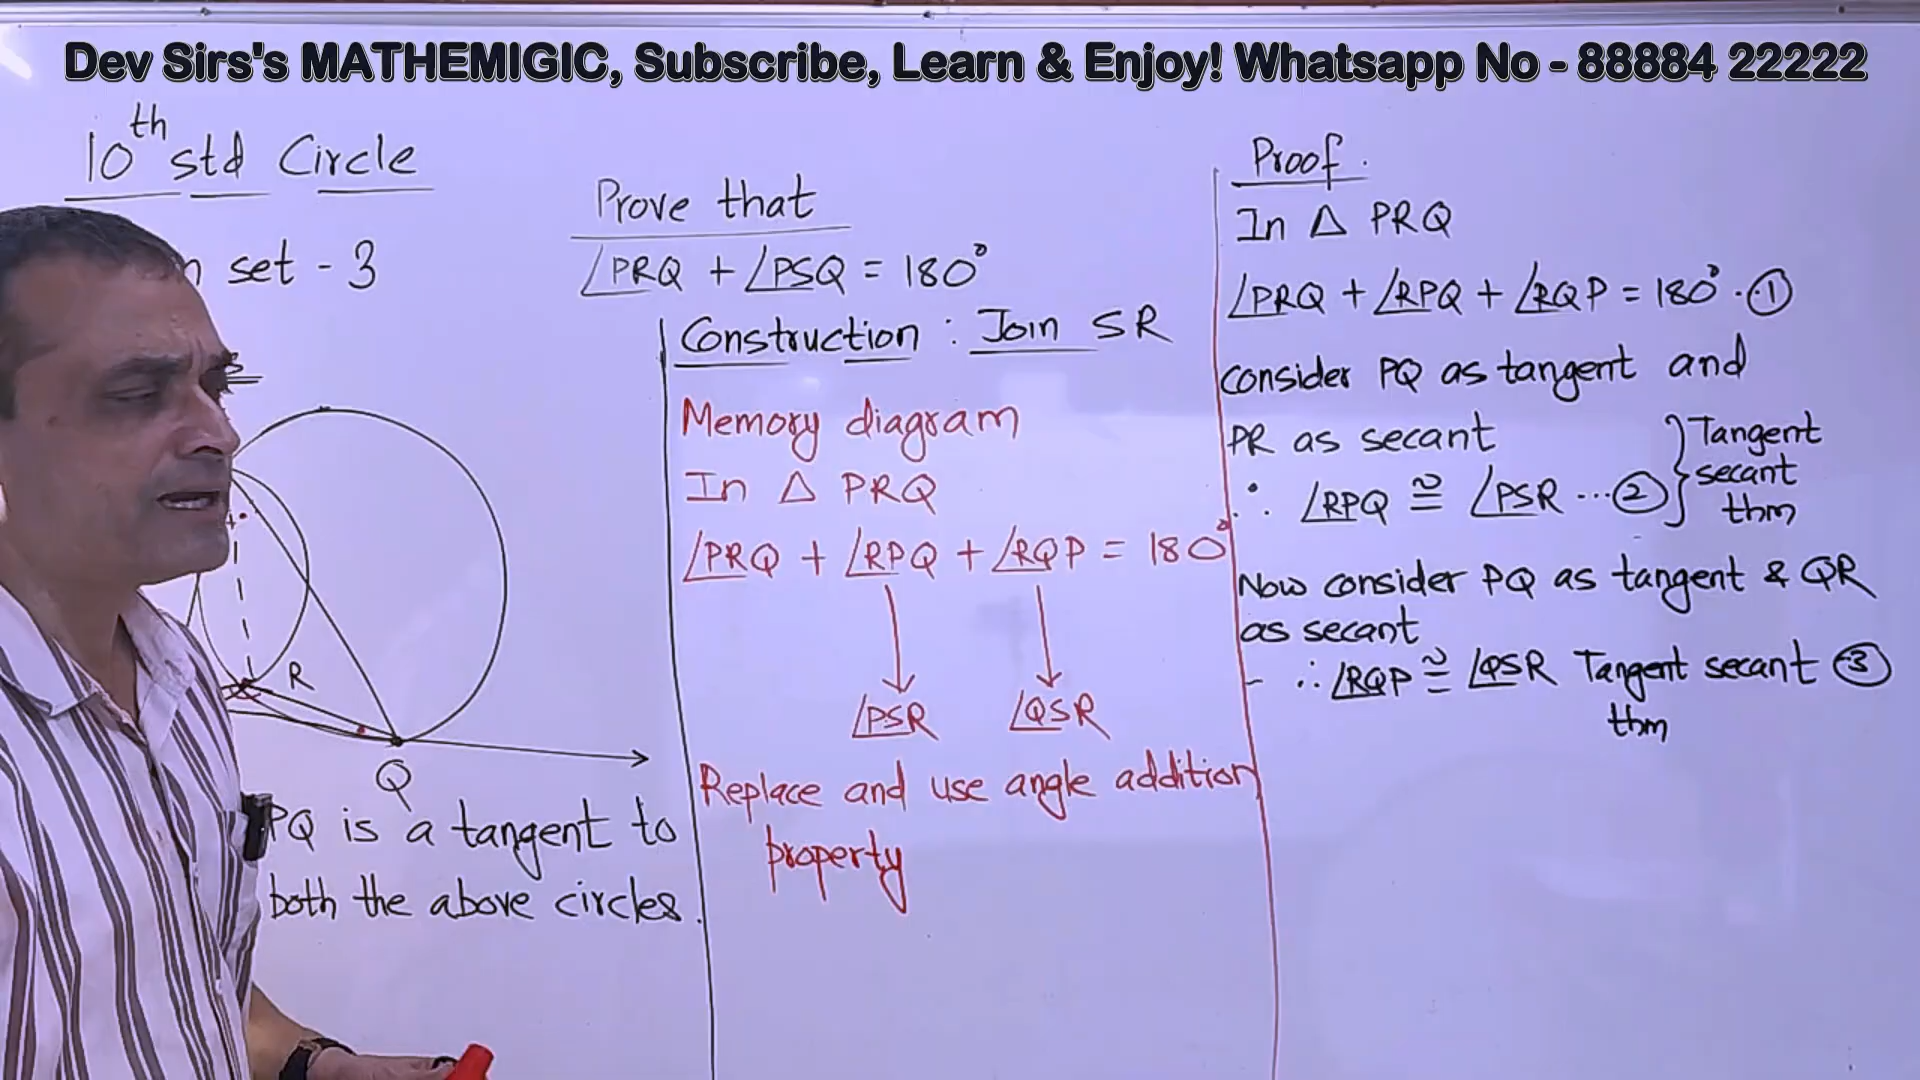 Dev Sirs's MATHEMIGIC, Subscribe, Learn & Enjoy! Whatsapp No - 88884 22222
10th std Circle
set - 3
R
Q
PQ is a tangent to
both the above circles.
Prove that
∠PRQ + ∠PSQ = 180°
Construction : Join SR
Memory diagram
In △ PRQ
∠PRQ + ∠RPQ + ∠RQP = 180°
∠PSR ∠QSR
Replace and use angle addition
property
Proof.
In △ PRQ
∠PRQ + ∠RPQ + ∠RQP = 180° ..①
consider PQ as tangent and
PR as secant
∴ ∠RPQ ≅ ∠PSR ...② } Tangent
secant
thm
Now consider PQ as tangent & QR
as secant
∴ ∠RQP ≅ ∠QSR Tangent secant ③
thm